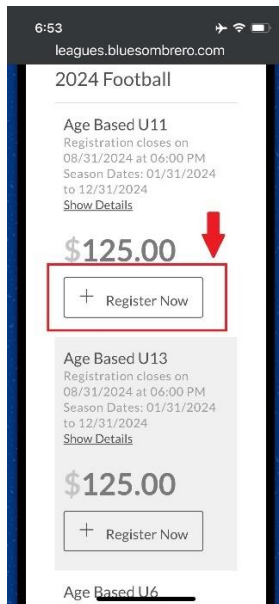 6:53
leagues.bluesombrero.com
2024 Football
Age Based U11
Registration closes on
08/31/2024 at 06:00 PM
Season Dates: 01/31/2024
to 12/31/2024
Show Details
$125.00
+ Register Now
Age Based U13
Registration closes on
08/31/2024 at 06:00 PM
Season Dates: 01/31/2024
to 12/31/2024
Show Details
$125.00
+ Register Now
Age Based U6